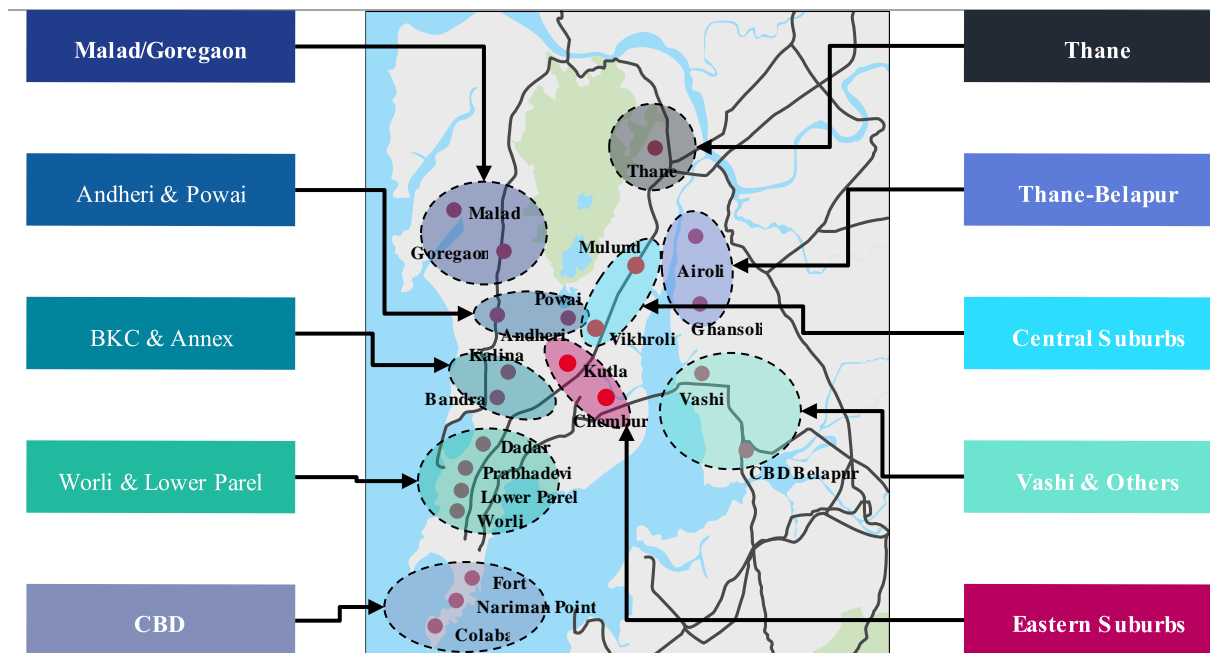 Malad/Goregaon
Andheri & Powai
BKC & Annex
Worli & Lower Parel
CBD
Thane
Malad
Goregaon
Mulund
Airoli
Powai
Andheri
Vikhroli
Ghansoli
Kalina
Kutla
Bandra
Vashi
Chembur
Dadar
Prabhadevi
CBD Belapur
Lower Parel
Worli
Fort
Nariman Point
Colaba
Thane
Thane-Belapur
Central Suburbs
Vashi & Others
Eastern Suburbs